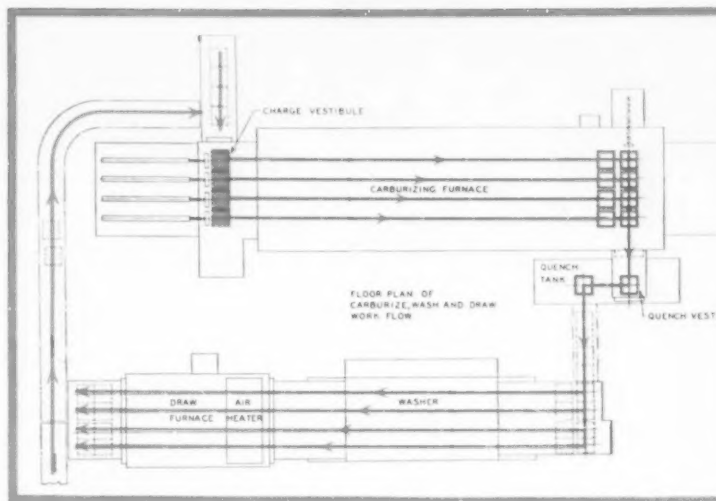 CHARGE VESTIBULE
CARBURIZING FURNACE
QUENCH
TANK
FLOOR PLAN OF
CARBURIZE, WASH AND DRAW
WORK FLOW
QUENCH VEST
DRAW
FURNACE
AIR
HEATER
WASHER